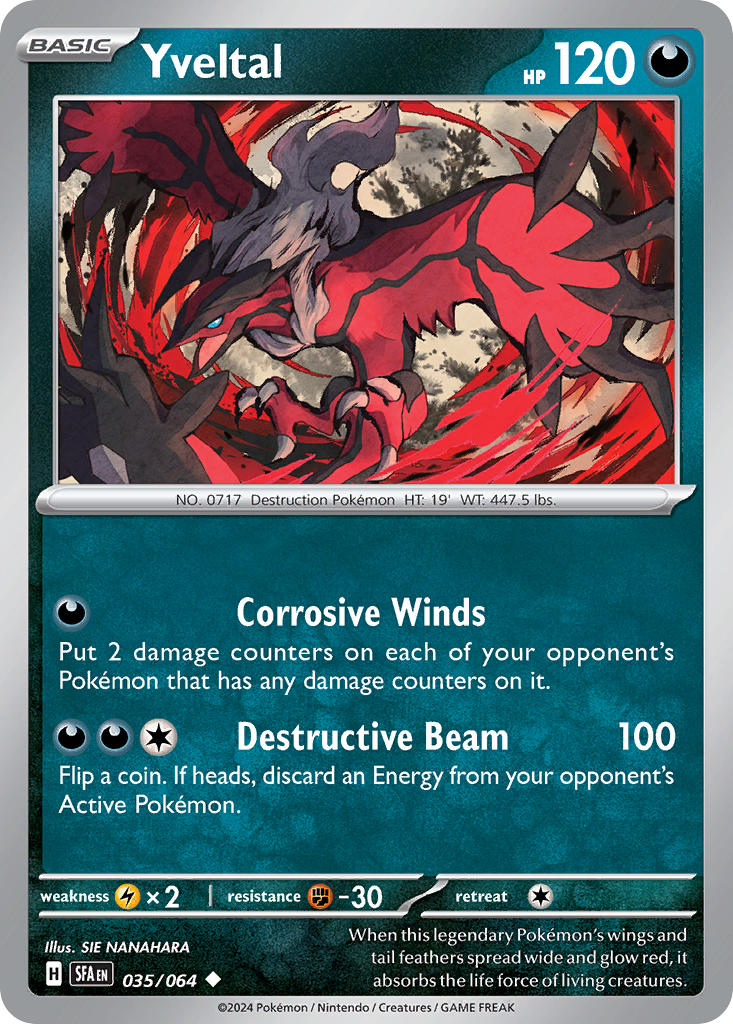 BASIC
Yveltal
HP 120
NO. 0717 Destruction Pokémon HT: 19' WT: 447.5 lbs.
Corrosive Winds
Put 2 damage counters on each of your opponent's
Pokémon that has any damage counters on it.
Destructive Beam 100
Flip a coin. If heads, discard an Energy from your opponent's
Active Pokémon.
weakness ×2 resistance -30 retreat
Illus. SIE NANAHARA
H SFA EN 035/064
When this legendary Pokémon's wings and
tail feathers spread wide and glow red, it
absorbs the life force of living creatures.
©2024 Pokémon / Nintendo / Creatures / GAME FREAK